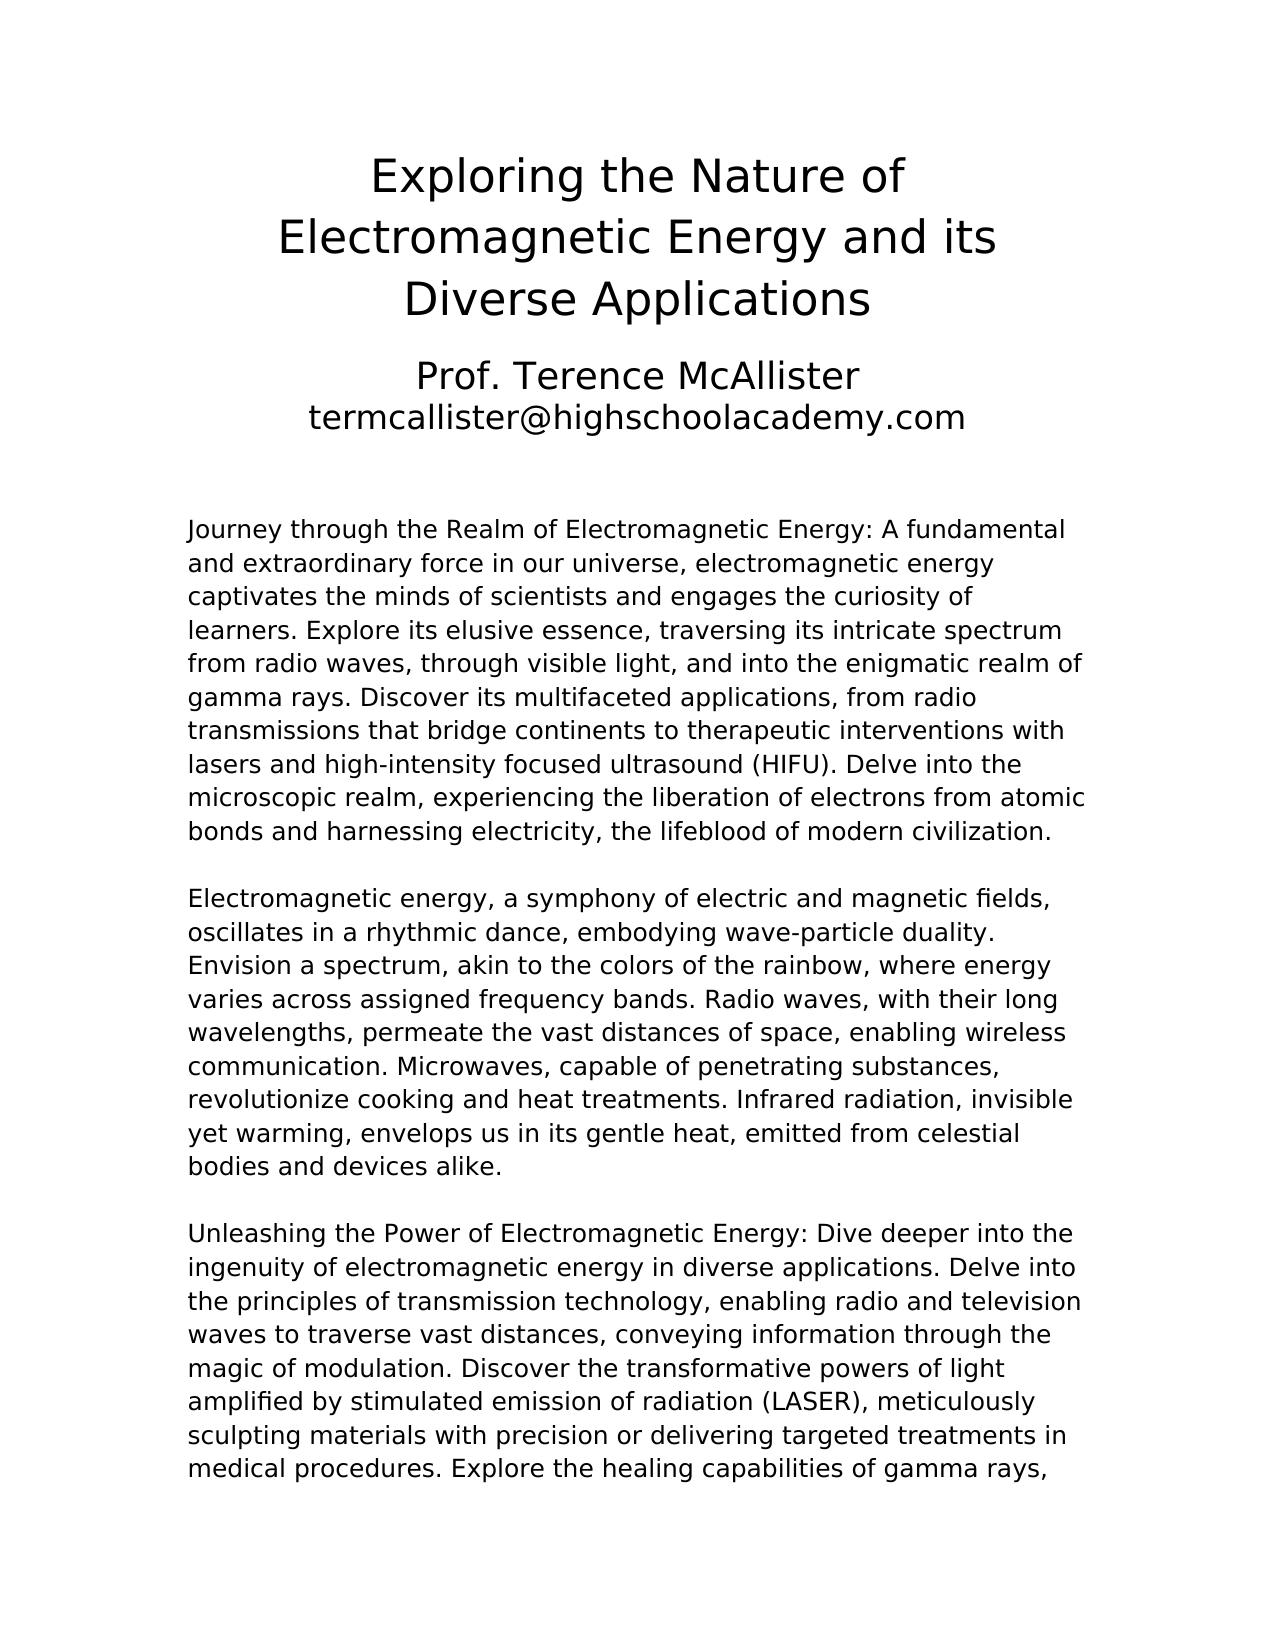 Exploring the Nature of
Electromagnetic Energy and its
Diverse Applications
Prof. Terence McAllister
termcallister@highschoolacademy.com
Journey through the Realm of Electromagnetic Energy: A fundamental
and extraordinary force in our universe, electromagnetic energy
captivates the minds of scientists and engages the curiosity of
learners. Explore its elusive essence, traversing its intricate spectrum
from radio waves, through visible light, and into the enigmatic realm of
gamma rays. Discover its multifaceted applications, from radio
transmissions that bridge continents to therapeutic interventions with
lasers and high-intensity focused ultrasound (HIFU). Delve into the
microscopic realm, experiencing the liberation of electrons from atomic
bonds and harnessing electricity, the lifeblood of modern civilization.
Electromagnetic energy, a symphony of electric and magnetic fields,
oscillates in a rhythmic dance, embodying wave-particle duality.
Envision a spectrum, akin to the colors of the rainbow, where energy
varies across assigned frequency bands. Radio waves, with their long
wavelengths, permeate the vast distances of space, enabling wireless
communication. Microwaves, capable of penetrating substances,
revolutionize cooking and heat treatments. Infrared radiation, invisible
yet warming, envelops us in its gentle heat, emitted from celestial
bodies and devices alike.
Unleashing the Power of Electromagnetic Energy: Dive deeper into the
ingenuity of electromagnetic energy in diverse applications. Delve into
the principles of transmission technology, enabling radio and television
waves to traverse vast distances, conveying information through the
magic of modulation. Discover the transformative powers of light
amplified by stimulated emission of radiation (LASER), meticulously
sculpting materials with precision or delivering targeted treatments in
medical procedures. Explore the healing capabilities of gamma rays,